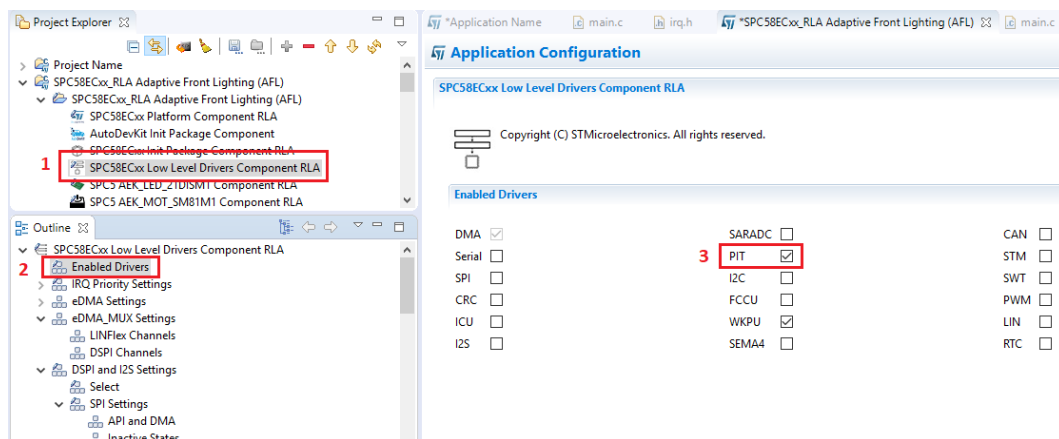 Project Explorer
*Application Name
main.c
irq.h
*SPC58ECxx_RLA Adaptive Front Lighting (AFL)
main.c
Project Name
SPC58ECxx_RLA Adaptive Front Lighting (AFL)
SPC58ECxx_RLA Adaptive Front Lighting (AFL)
SPC58ECxx Platform Component RLA
AutoDevKit Init Package Component
SPC58ECxx Init Package Component RLA
1
SPC58ECxx Low Level Drivers Component RLA
SPC5 AEK_LED_21DISM1 Component RLA
SPC5 AEK_MOT_SM81M1 Component RLA
Outline
SPC58ECxx Low Level Drivers Component RLA
2
Enabled Drivers
IRQ Priority Settings
eDMA Settings
eDMA_MUX Settings
LINFlex Channels
DSPI Channels
DSPI and I2S Settings
Select
SPI Settings
API and DMA
Inactive States
Application Configuration
SPC58ECxx Low Level Drivers Component RLA
Copyright (C) STMicroelectronics. All rights reserved.
Enabled Drivers
DMA SARADC CAN
Serial 3 PIT STM
SPI I2C SWT
CRC FCCU PWM
ICU WKPU LIN
I2S SEMA4 RTC